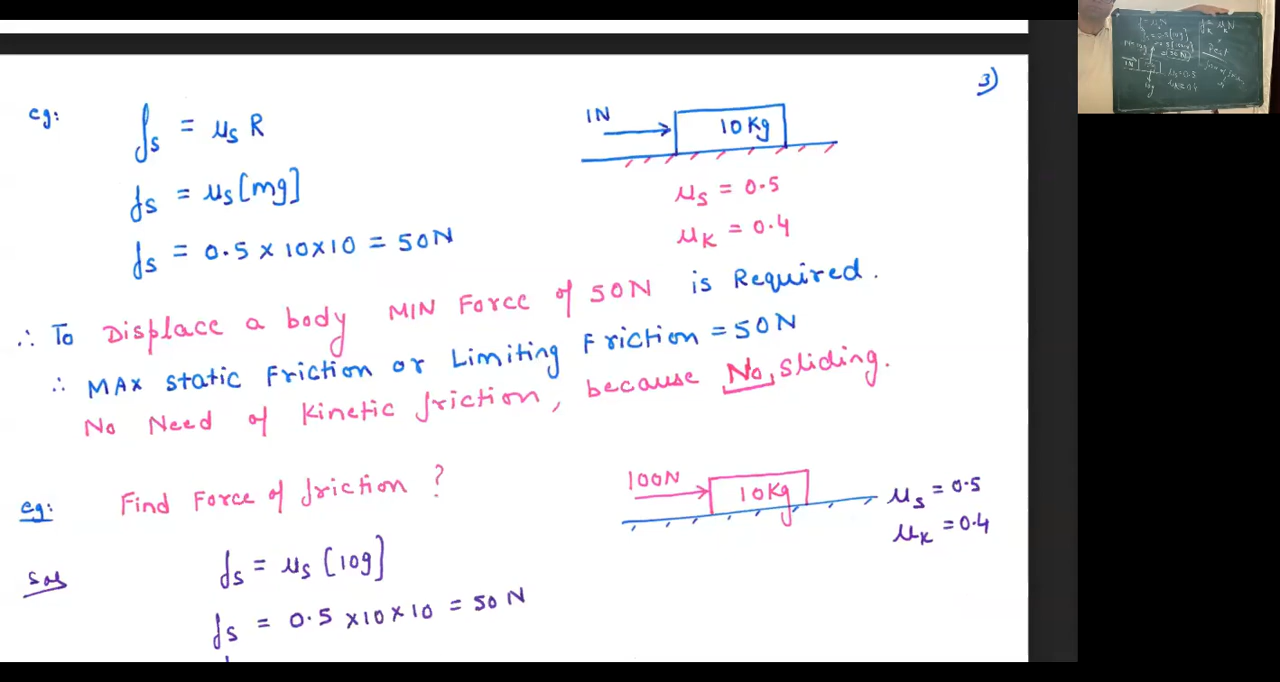 3)
eg:
fs = μs R
fs = μs [mg]
fs = 0.5 × 10 × 10 = 50N
1N
10Kg
μs = 0.5
μK = 0.4
∴ To Displace a body MIN Force of 50N is Required.
∴ MAX static Friction or Limiting Friction = 50N
No Need of Kinetic friction, because No sliding.
eg: Find Force of friction ?
100N
10Kg
μs = 0.5
μK = 0.4
Sol
fs = μs [10g]
fs = 0.5 × 10 × 10 = 50 N